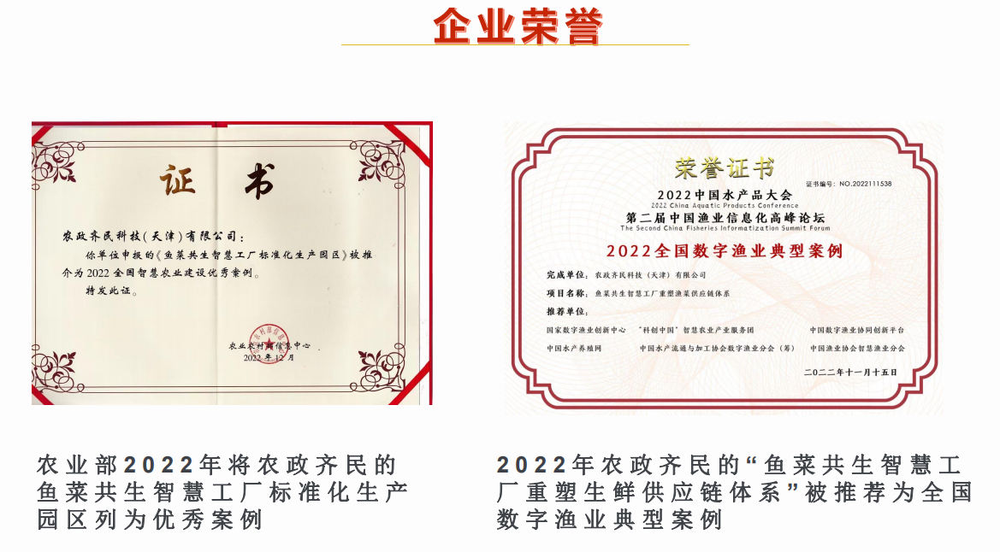 企业荣誉
证 书
农政齐民科技(天津)有限公司:
你单位申报的《鱼菜共生智慧工厂标准化生产园区》被推
介为2022全国智慧农业建设优秀案例。
特发此证。
农业农村部信息中心
2022年12月
荣誉证书
证书编号: NO.2022111538
2022中国水产品大会
2022 China Aquatic Products Conference
第二届中国渔业信息化高峰论坛
The Second China Fisheries Informatization Summit Forum
2022全国数字渔业典型案例
完成单位: 农政齐民科技(天津)有限公司
项目名称: 鱼菜共生智慧工厂重塑渔菜供应链体系
推荐单位:
国家数字渔业创新中心 “科创中国”智慧农业产业服务团 中国数字渔业协同创新平台
中国水产养殖网 中国水产流通与加工协会数字渔业分会(筹) 中国渔业协会智慧渔业分会
二〇二二年十一月十五日
农业部2022年将农政齐民的
鱼菜共生智慧工厂标准化生产
园区列为优秀案例
2022年农政齐民的“鱼菜共生智慧工
厂重塑生鲜供应链体系”被推荐为全国
数字渔业典型案例